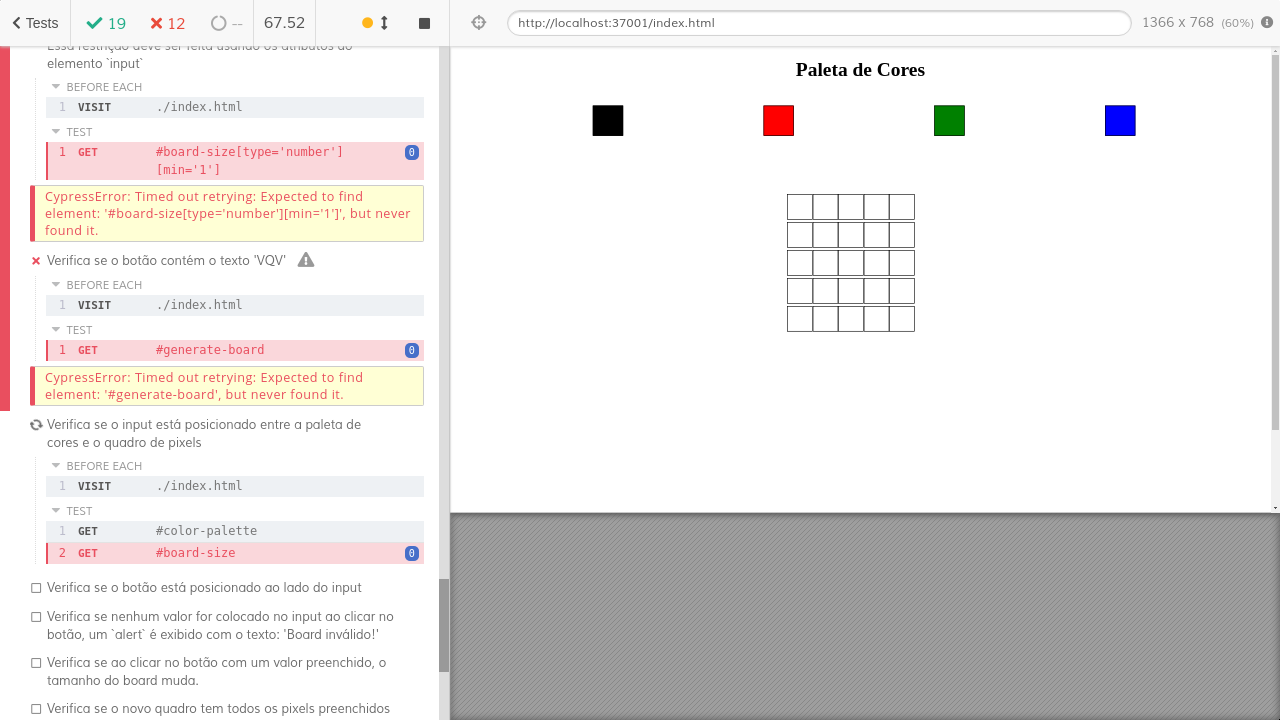 Tests
19
12
--
67.52
http://localhost:37001/index.html
1366 x 768 (60%)
Essa restrição deve ser feita usando os atributos do
elemento `input`
BEFORE EACH
1 VISIT ./index.html
TEST
1 GET #board-size[type='number']
[min='1'] 0
CypressError: Timed out retrying: Expected to find
element: '#board-size[type='number'][min='1']', but never
found it.
Verifica se o botão contém o texto 'VQV'
BEFORE EACH
1 VISIT ./index.html
TEST
1 GET #generate-board 0
CypressError: Timed out retrying: Expected to find
element: '#generate-board', but never found it.
Verifica se o input está posicionado entre a paleta de
cores e o quadro de pixels
BEFORE EACH
1 VISIT ./index.html
TEST
1 GET #color-palette
2 GET #board-size 0
Verifica se o botão está posicionado ao lado do input
Verifica se nenhum valor for colocado no input ao clicar no
botão, um `alert` é exibido com o texto: 'Board inválido!'
Verifica se ao clicar no botão com um valor preenchido, o
tamanho do board muda.
Verifica se o novo quadro tem todos os pixels preenchidos
Paleta de Cores